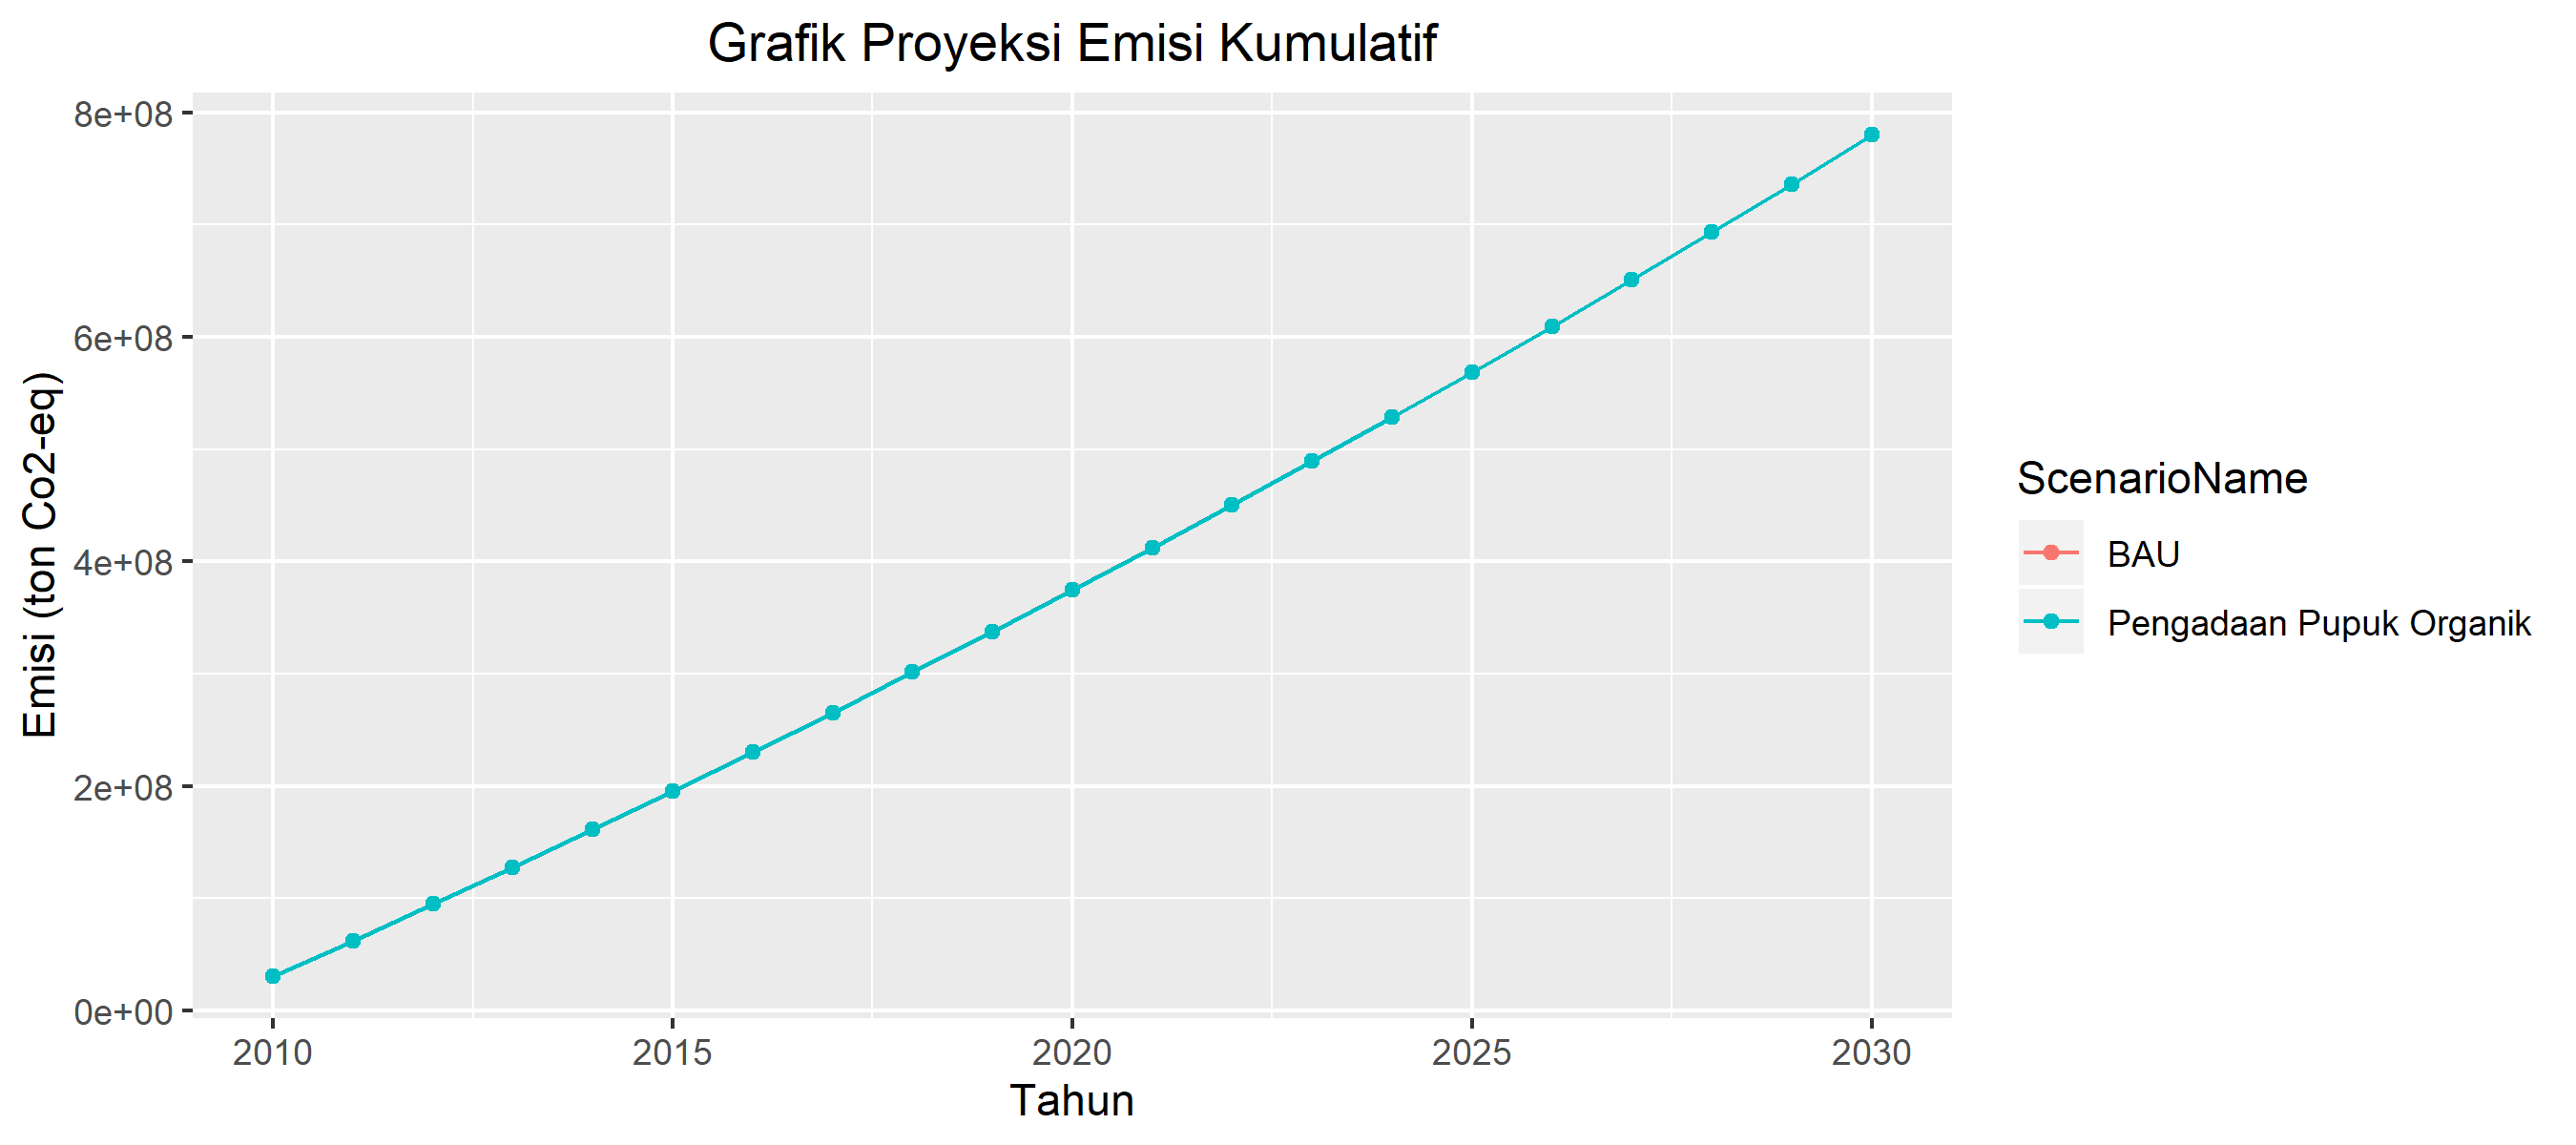 Grafik Proyeksi Emisi Kumulatif
8e+08
6e+08
4e+08
2e+08
0e+00
Emisi (ton Co2-eq)
2010 2015 2020 2025 2030
Tahun
ScenarioName
BAU
Pengadaan Pupuk Organik